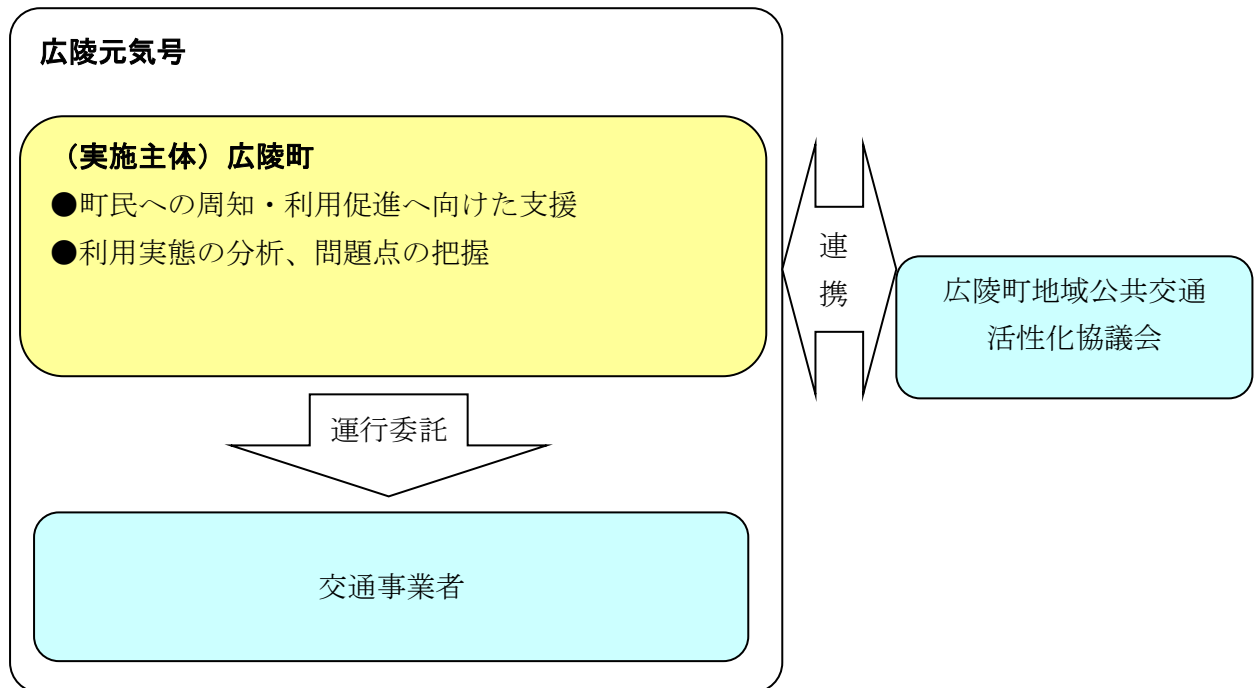 広陵元気号
（実施主体）広陵町
●町民への周知・利用促進へ向けた支援
●利用実態の分析、問題点の把握
連携
広陵町地域公共交通
活性化協議会
運行委託
交通事業者